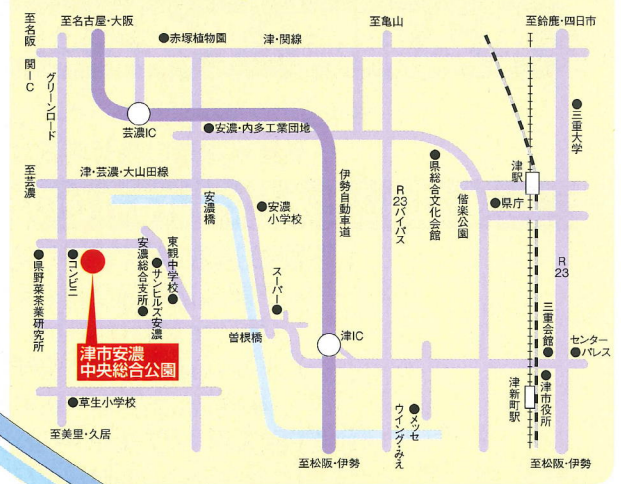 至名古屋・大阪
至亀山
至鈴鹿・四日市
至名阪
関ーC
赤塚植物園
津・関線
グリーンロード
芸濃IC
安濃・内多工業団地
三重大学
至芸濃
津・芸濃・大山田線
伊勢自動車道
R23バイパス
県総合文化会館
偕楽公園
津駅
県庁
安濃橋
安濃
小学校
県野菜茶業研究所
コンビニ
安濃総合支所
サンヒルズ安濃
東観中学校
スーパー
R23
曽根橋
津IC
三重会館
センター
パレス
津市安濃
中央総合公園
草生小学校
メッセ
ウイング・みえ
津新町駅
津市役所
至美里・久居
至松阪・伊勢
至松阪・伊勢